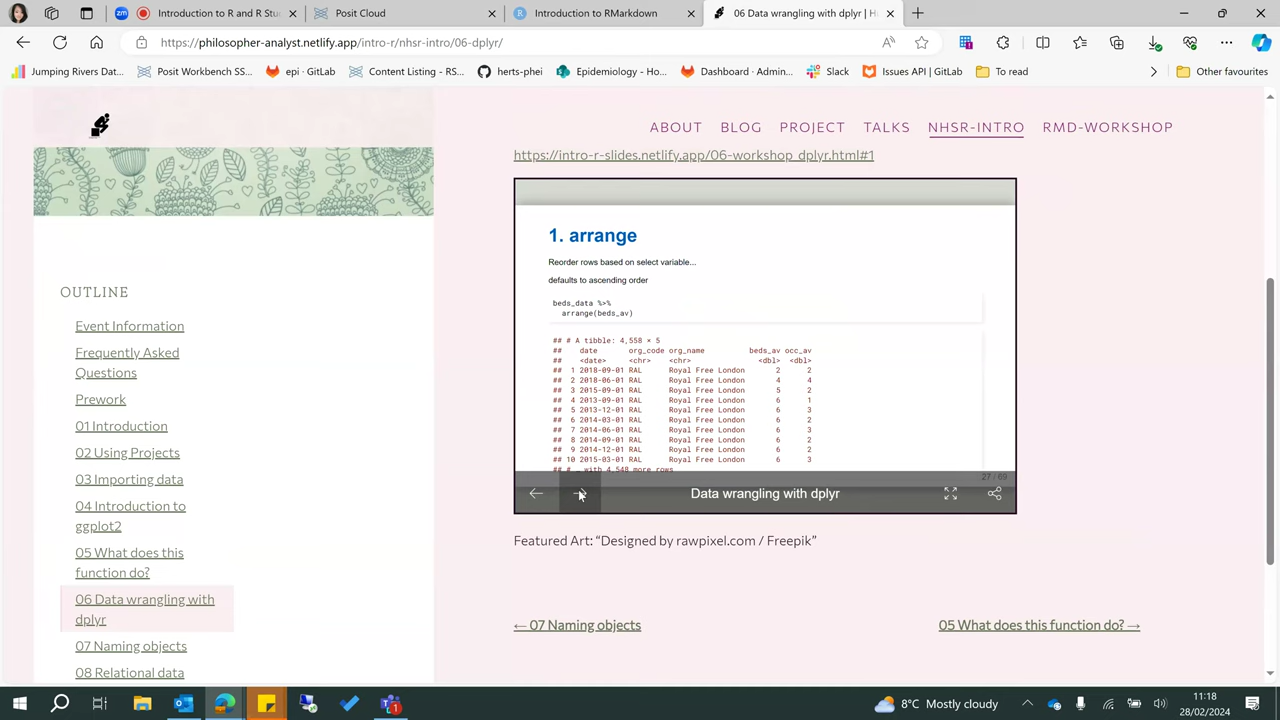 Introduction to R and R Stu
Posit Cloud
Introduction to RMarkdown
06 Data wrangling with dplyr | H
https://philosopher-analyst.netlify.app/intro-r/nhsr-intro/06-dplyr/
Jumping Rivers Dat...
Posit Workbench SS...
epi · GitLab
Content Listing - RS...
herts-phei
Epidemiology - Ho...
Dashboard · Admin...
Slack
Issues API | GitLab
To read
Other favourites
ABOUT
BLOG
PROJECT
TALKS
NHSR-INTRO
RMD-WORKSHOP
OUTLINE
Event Information
Frequently Asked
Questions
Prework
01 Introduction
02 Using Projects
03 Importing data
04 Introduction to
ggplot2
05 What does this
function do?
06 Data wrangling with
dplyr
07 Naming objects
08 Relational data
https://intro-r-slides.netlify.app/06-workshop_dplyr.html#1
1. arrange
Reorder rows based on select variable...
defaults to ascending order
beds_data %>%
arrange(beds_av)
## # A tibble: 4,558 × 5
## date org_code org_name beds_av occ_av
## <date> <chr> <chr> <dbl> <dbl>
## 1 2018-09-01 RAL Royal Free London 2 2
## 2 2018-06-01 RAL Royal Free London 4 4
## 3 2015-09-01 RAL Royal Free London 5 2
## 4 2013-09-01 RAL Royal Free London 6 1
## 5 2013-12-01 RAL Royal Free London 6 3
## 6 2014-03-01 RAL Royal Free London 6 2
## 7 2014-06-01 RAL Royal Free London 6 3
## 8 2014-09-01 RAL Royal Free London 6 2
## 9 2014-12-01 RAL Royal Free London 6 2
## 10 2015-03-01 RAL Royal Free London 6 3
## # … with 4,548 more rows
27 / 69
Data wrangling with dplyr
Featured Art: “Designed by rawpixel.com / Freepik”
← 07 Naming objects
05 What does this function do? →
8°C Mostly cloudy
11:18
28/02/2024